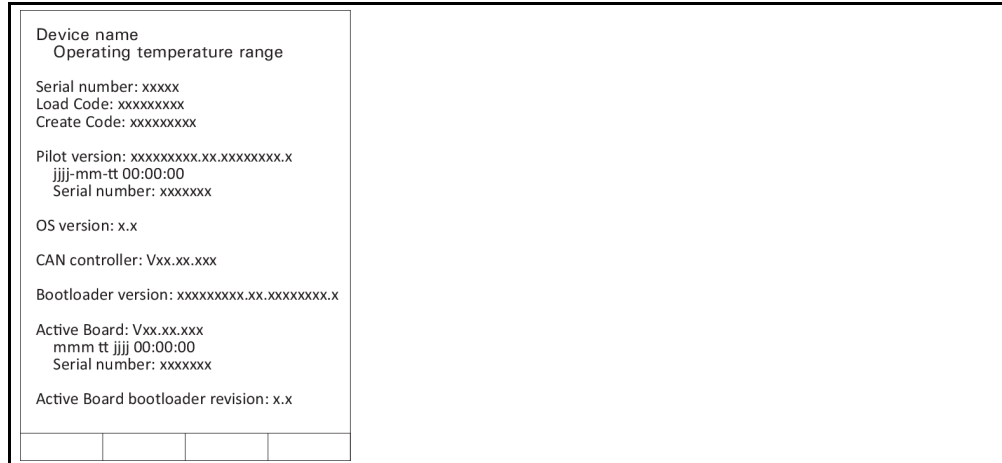 Device name
Operating temperature range
Serial number: xxxxx
Load Code: xxxxxxxxx
Create Code: xxxxxxxxx
Pilot version: xxxxxxxxx.xx.xxxxxxxx.x
jjjj-mm-tt 00:00:00
Serial number: xxxxxxx
OS version: x.x
CAN controller: Vxx.xx.xxx
Bootloader version: xxxxxxxxx.xx.xxxxxxxx.x
Active Board: Vxx.xx.xxx
mmm tt jjjj 00:00:00
Serial number: xxxxxxx
Active Board bootloader revision: x.x